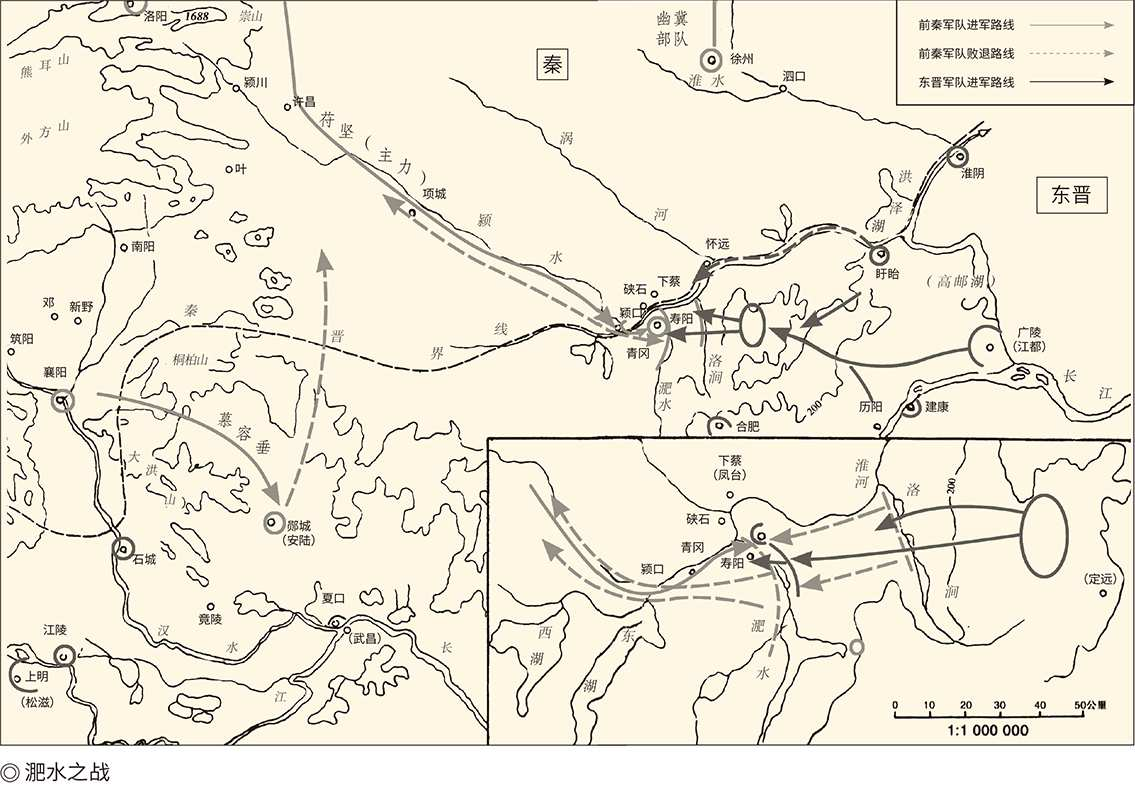 洛阳
1688
崇山
熊耳山
外方山
颍川
许昌
叶
幽冀
部队
徐州
淮水
泗口
秦
前秦军队进军路线
前秦军队败退路线
东晋军队进军路线
苻坚(主力)
项城
颍
水
涡
河
淮阴
洪
泽
湖
东晋
南阳
邓
新野
筑阳
襄阳
秦
晋
界
线
桐柏山
怀远
下蔡
硖石
颍口
寿阳
青冈
洛
涧
淝
水
盱眙
(高邮湖)
广陵
(江都)
长
江
历阳
建康
200
合肥
慕容垂
大洪山
郧城
(安陆)
石城
竟陵
夏口
(武昌)
汉
水
江陵
上明
(松滋)
长
江
下蔡
(凤台)
硖石
青冈
颍口
寿阳
淮
河
洛
200
涧
(定远)
西
湖
东
湖
淝
水
0 10 20 30 40 50公里
1:1 000 000
◎ 淝水之战